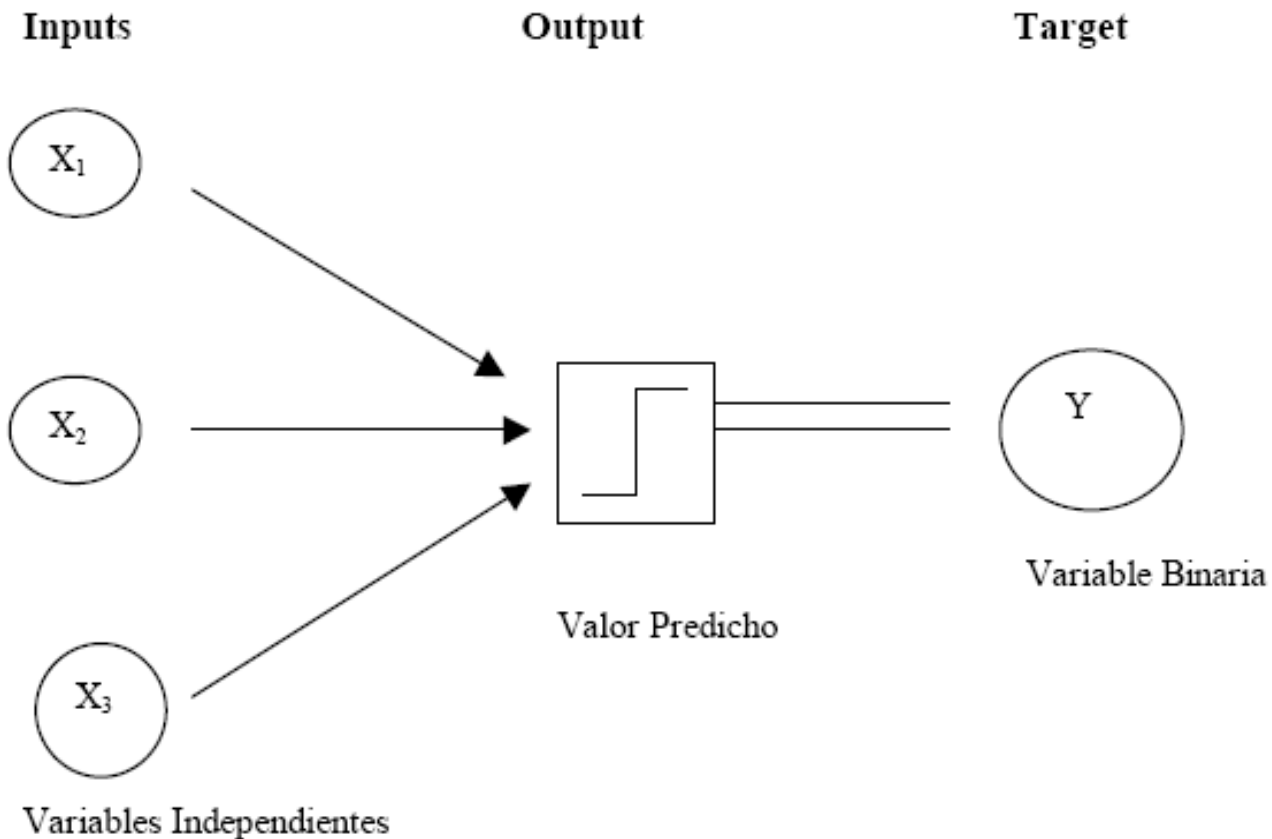 Inputs Output Target
X₁
X₂ Y
Variable Binaria
Valor Predicho
X₃
Variables Independientes